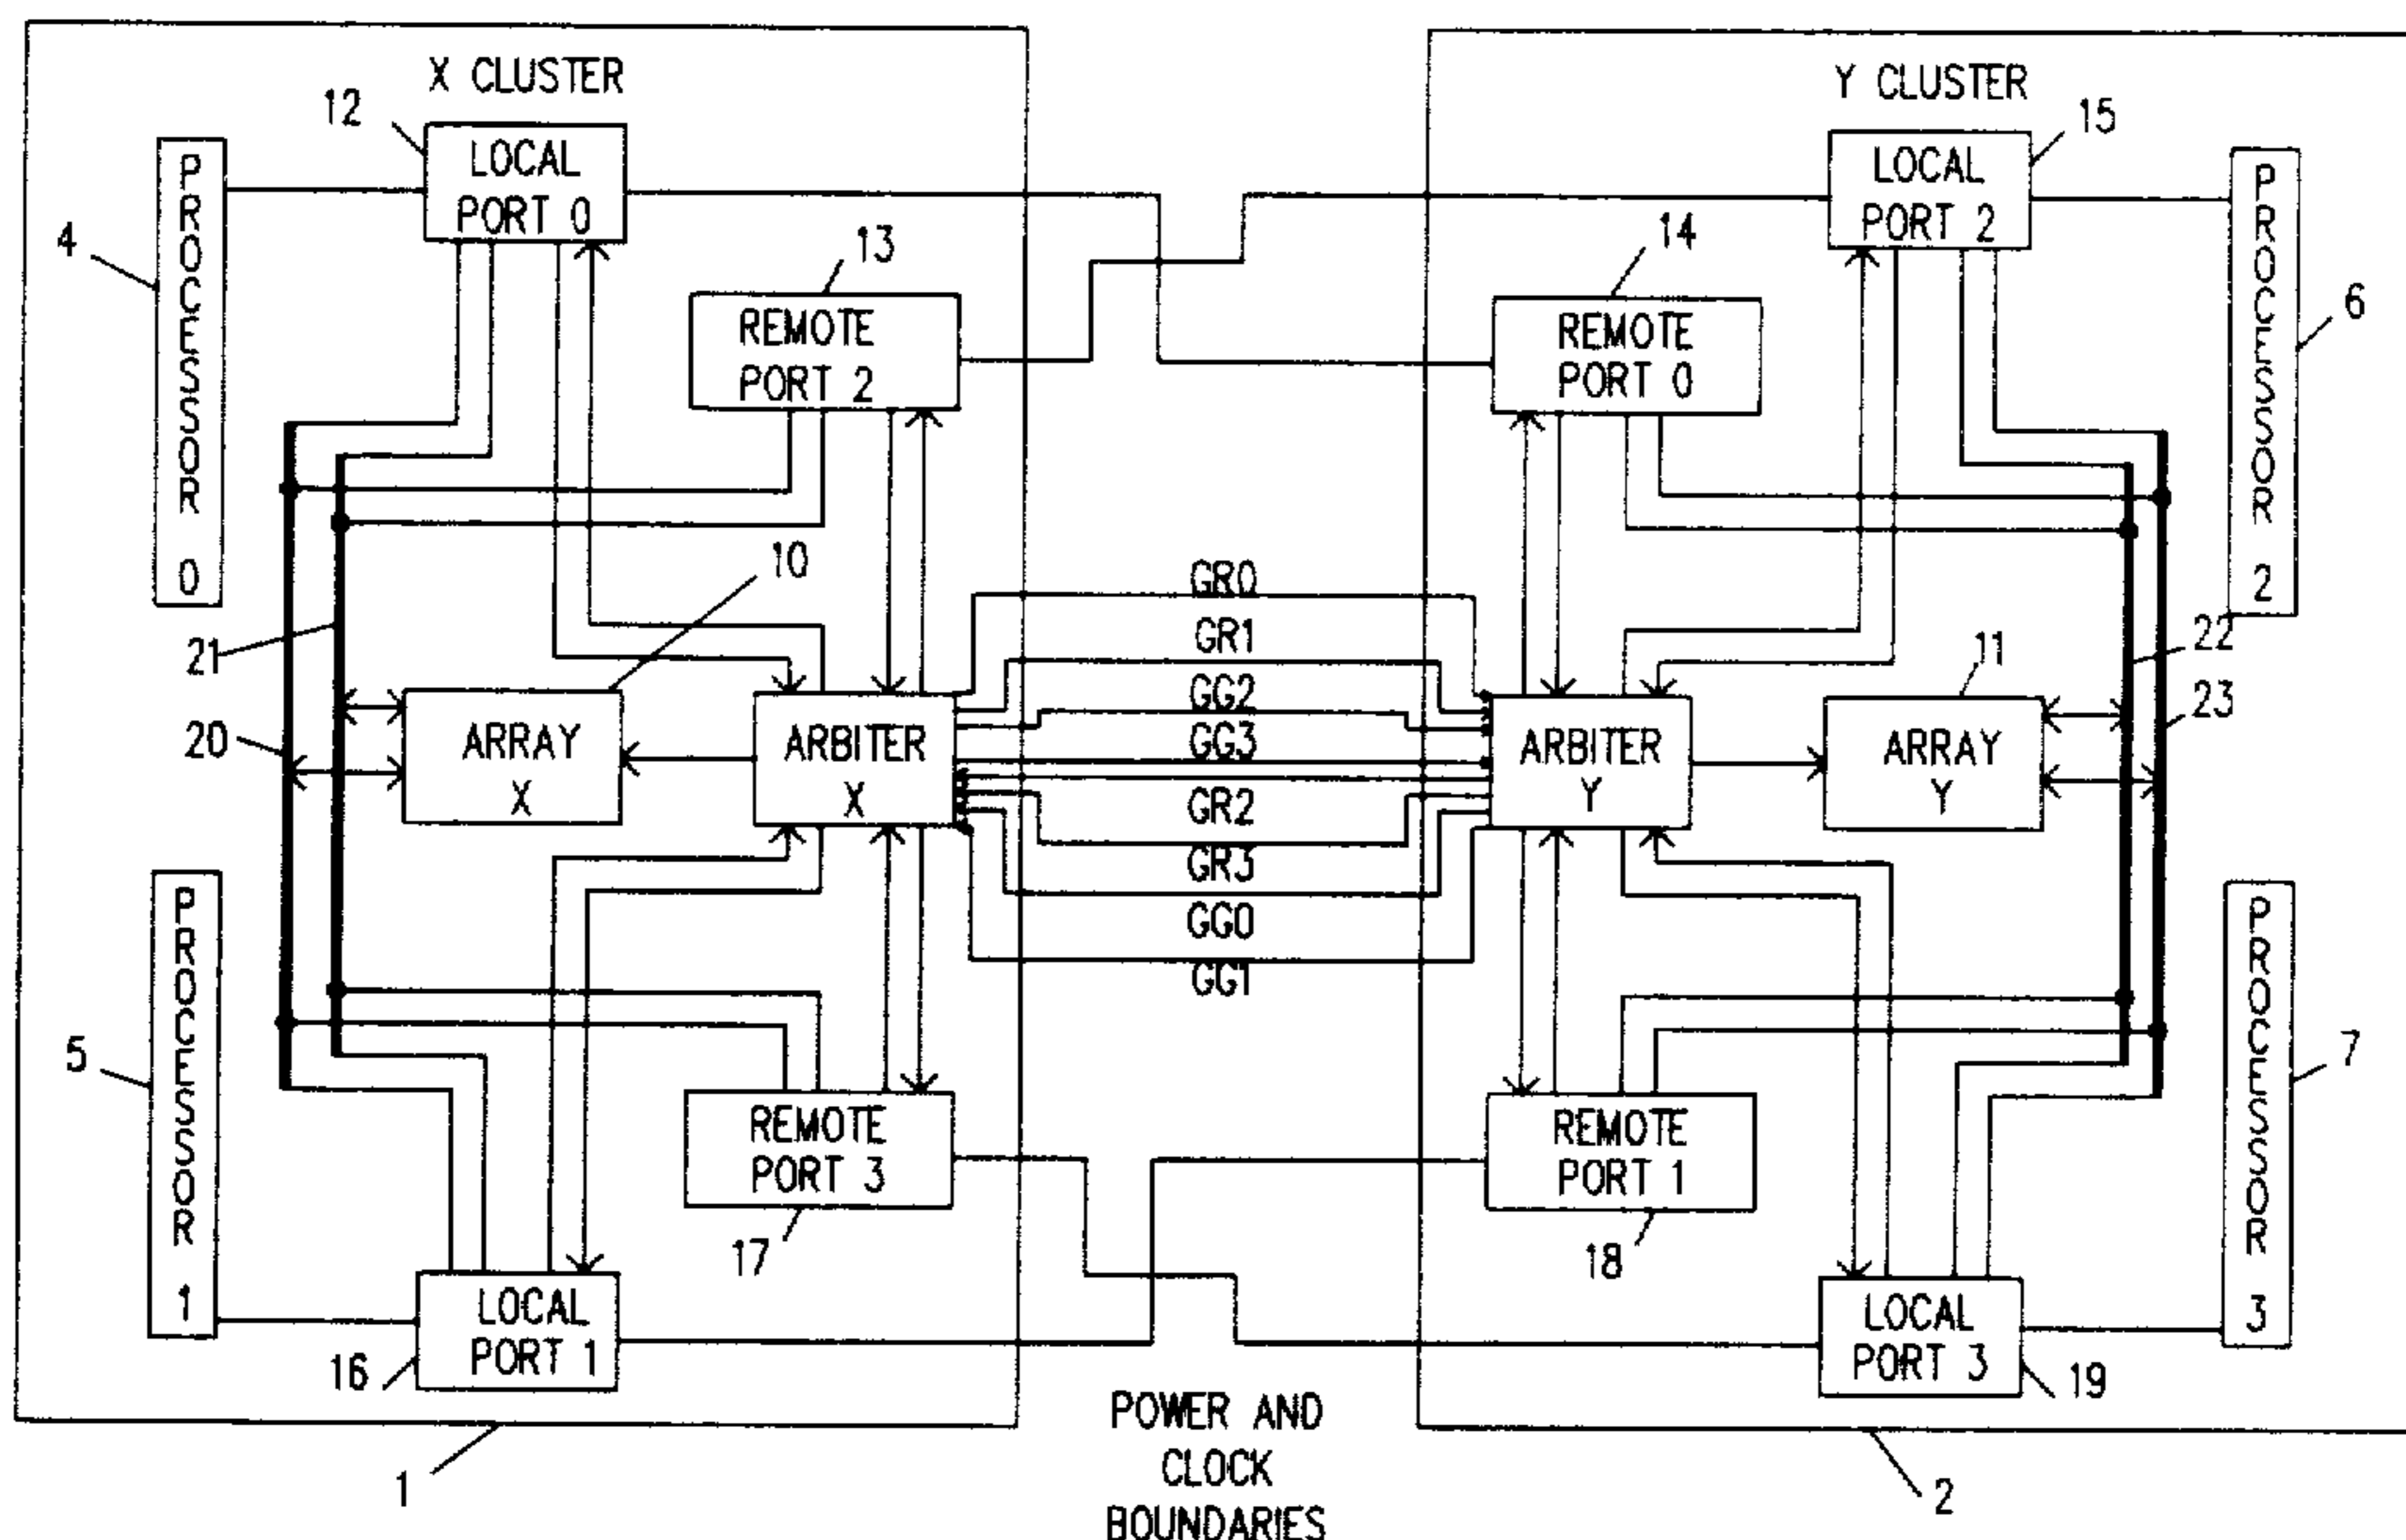 X CLUSTER
Y CLUSTER
12
LOCAL
PORT 0
15
LOCAL
PORT 2
PROCESSOR 0
4
13
REMOTE
PORT 2
14
REMOTE
PORT 0
PROCESSOR 2
6
10
21
20
ARRAY
X
ARBITER
X
GR0
GR1
GG2
GG3
GR2
GR3
GG0
GG1
ARBITER
Y
11
ARRAY
Y
22
23
PROCESSOR 1
5
REMOTE
PORT 3
17
REMOTE
PORT 1
18
PROCESSOR 3
7
LOCAL
PORT 1
16
LOCAL
PORT 3
19
1
POWER AND
CLOCK
BOUNDARIES
2